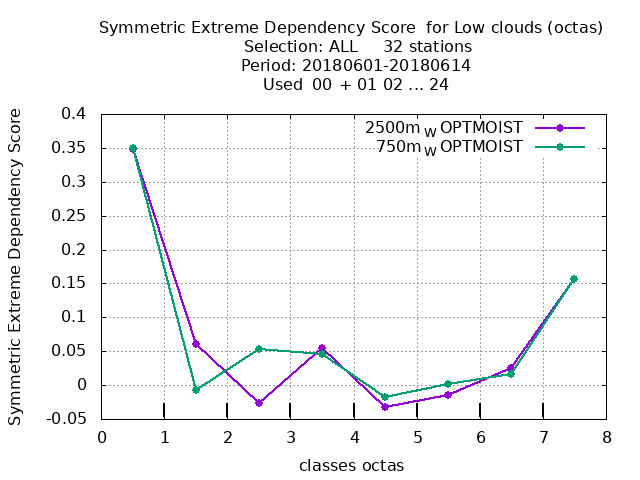 Symmetric Extreme Dependency Score for Low clouds (octas)
Selection: ALL 32 stations
Period: 20180601-20180614
Used 00 + 01 02 ... 24
Symmetric Extreme Dependency Score
0.4
0.35
0.3
0.25
0.2
0.15
0.1
0.05
0
-0.05
2500m W OPTMOIST
750m W OPTMOIST
0 1 2 3 4 5 6 7 8
classes octas